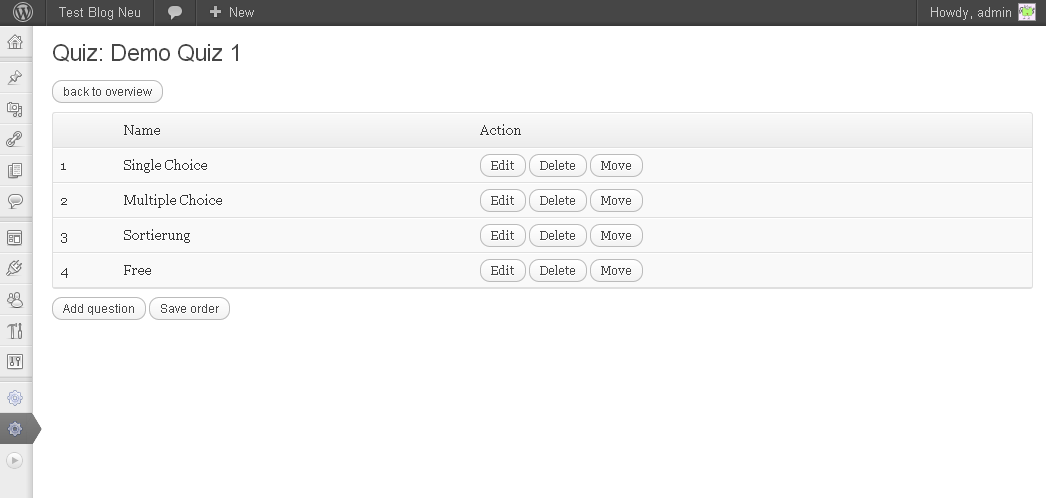 Test Blog Neu New Howdy, admin
Quiz: Demo Quiz 1
back to overview
Name Action
1 Single Choice Edit Delete Move
2 Multiple Choice Edit Delete Move
3 Sortierung Edit Delete Move
4 Free Edit Delete Move
Add question Save order